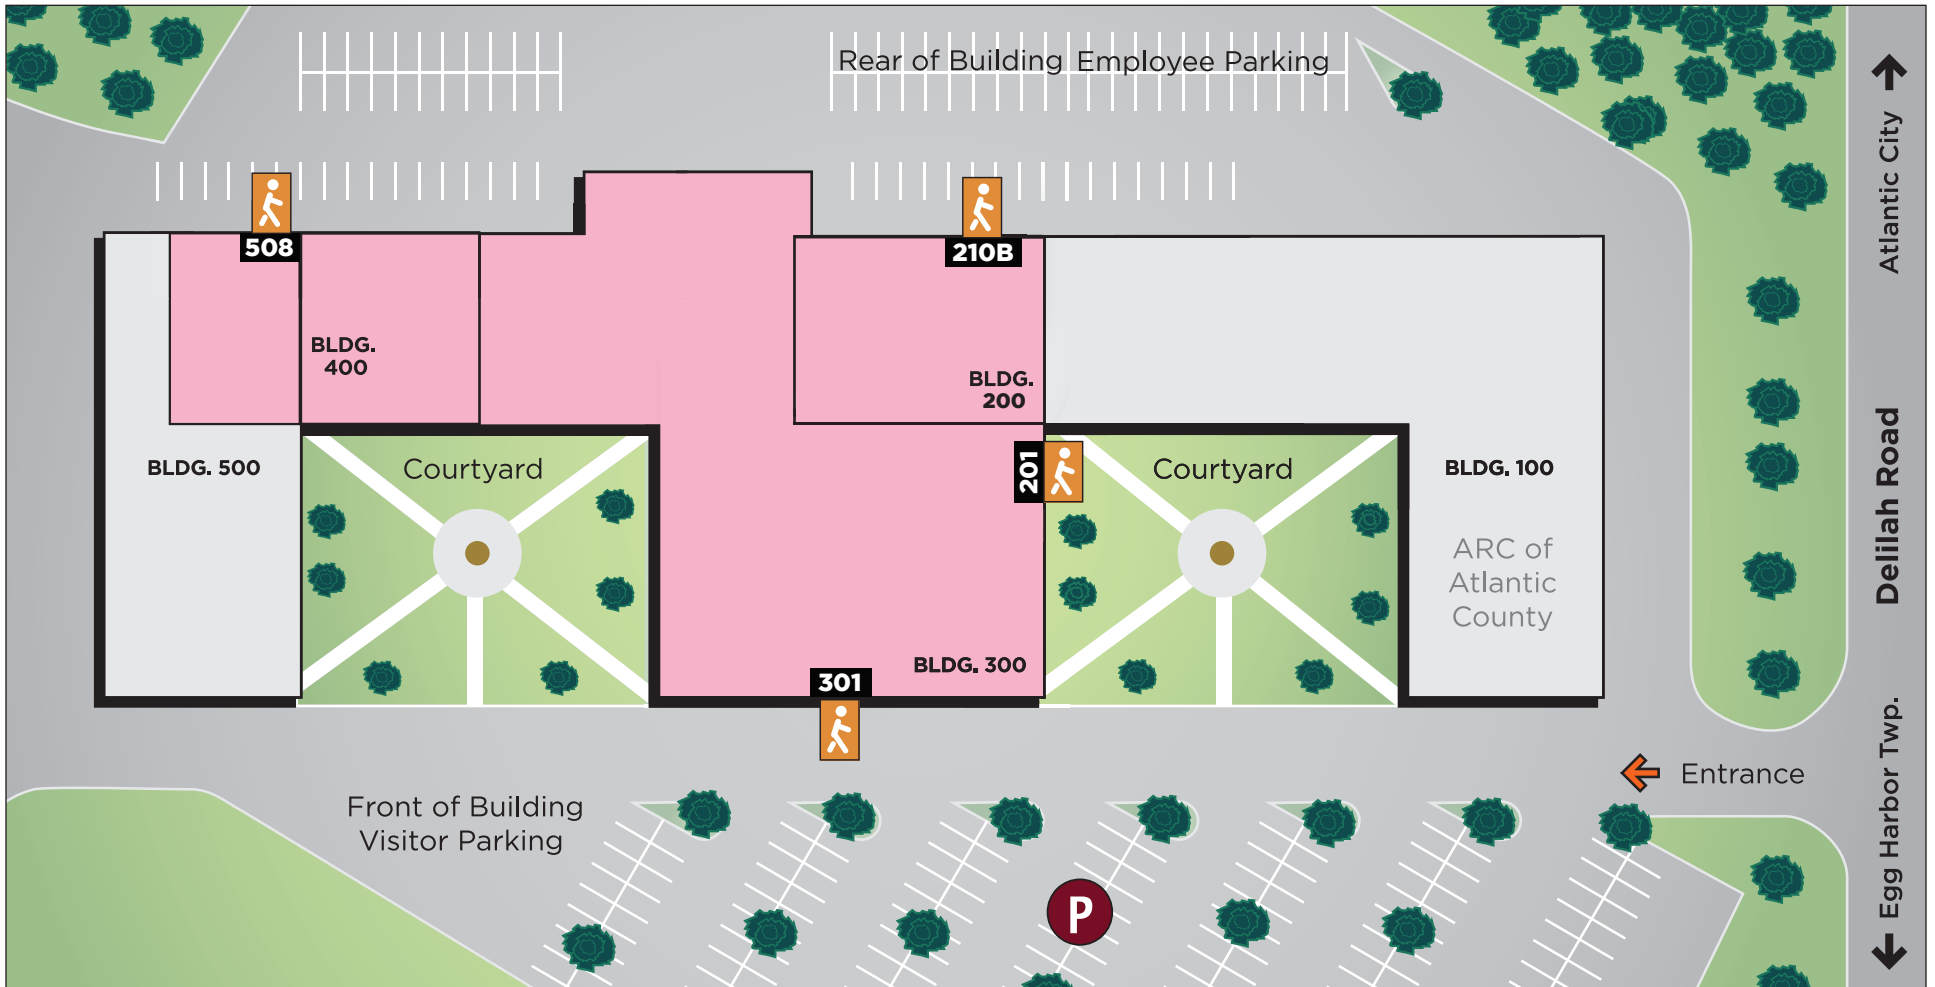 Rear of Building Employee Parking
508
210B
BLDG.
400
BLDG.
200
BLDG. 500
Courtyard
201
Courtyard
BLDG. 100
ARC of
Atlantic
County
BLDG. 300
301
Front of Building
Visitor Parking
P
Entrance
Atlantic City
Delilah Road
Egg Harbor Twp.